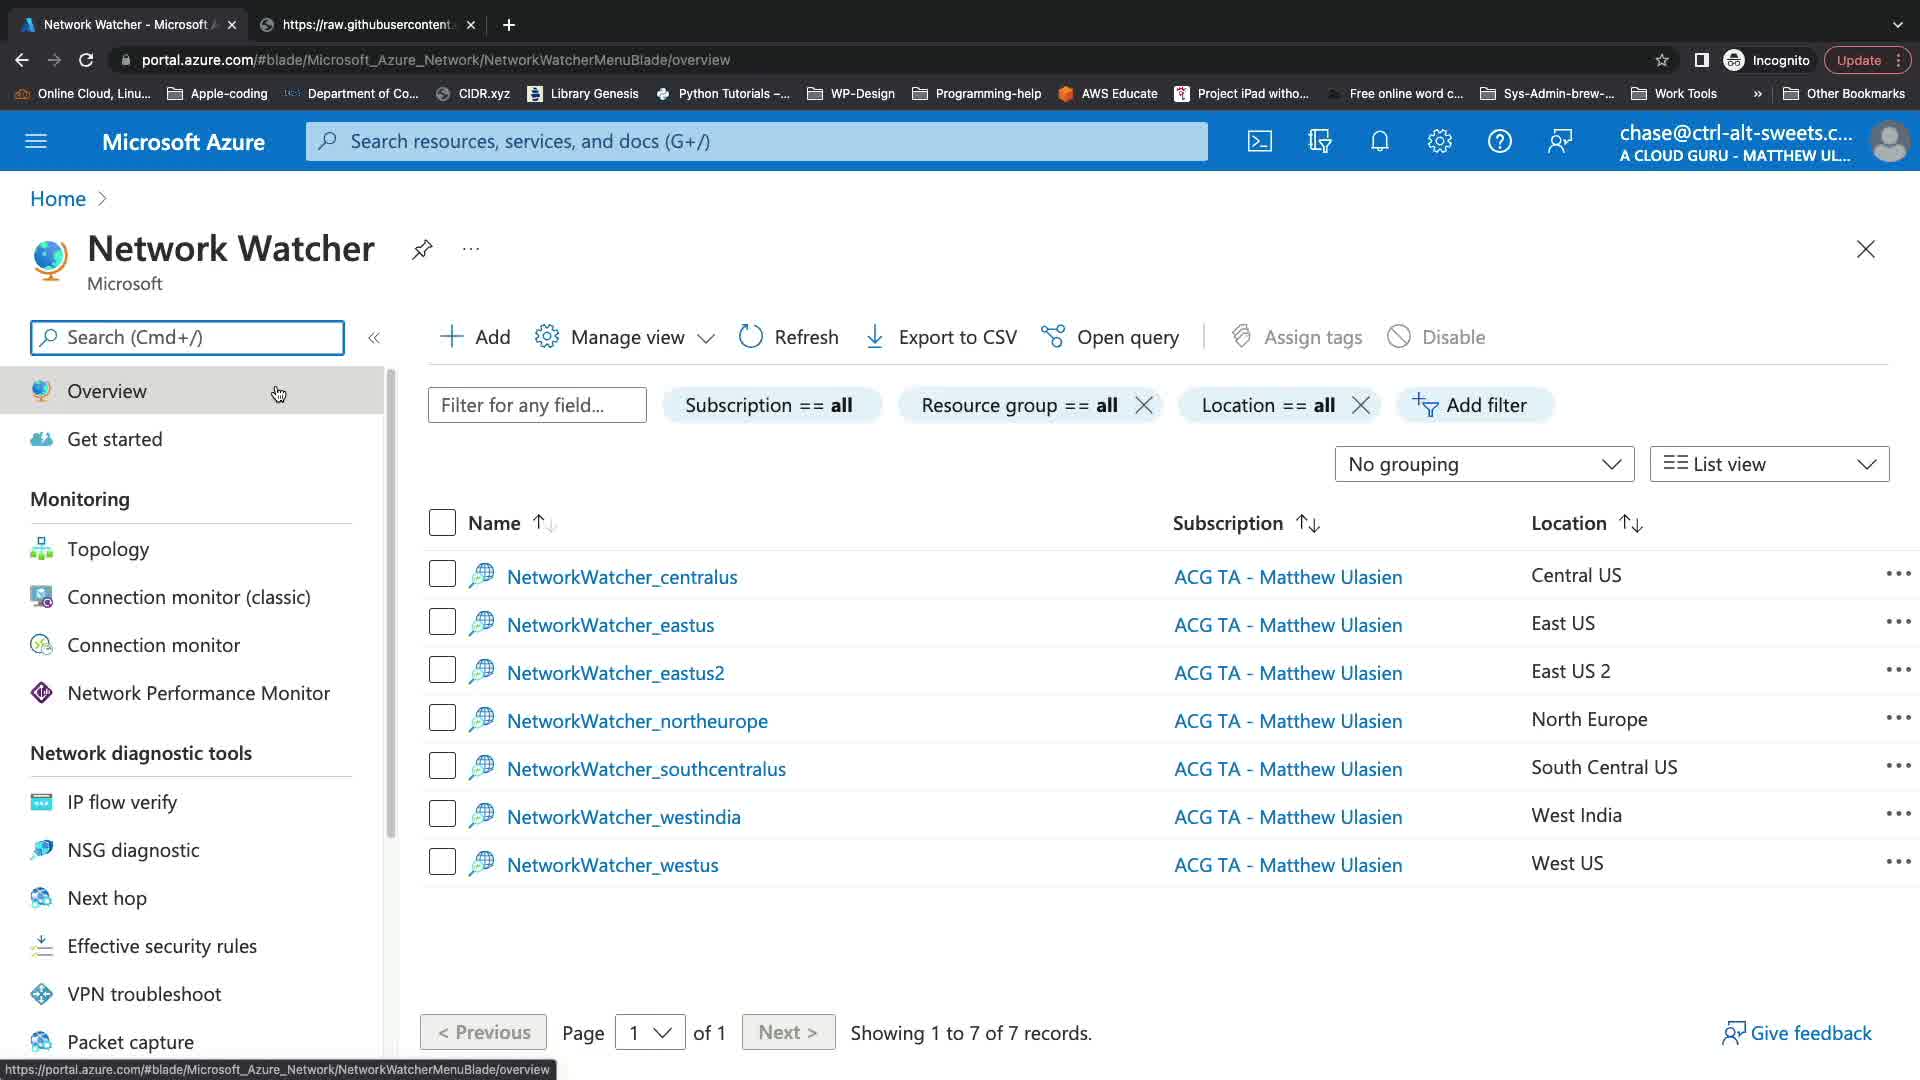 Network Watcher - Microsoft A
https://raw.githubusercontent.
portal.azure.com/#blade/Microsoft_Azure_Network/NetworkWatcherMenuBlade/overview
Incognito
Update
Online Cloud, Linu...
Apple-coding
Department of Co...
CIDR.xyz
Library Genesis
Python Tutorials –...
WP-Design
Programming-help
AWS Educate
Project iPad witho...
Free online word c...
Sys-Admin-brew-...
Work Tools
»
Other Bookmarks
Microsoft Azure
Search resources, services, and docs (G+/)
chase@ctrl-alt-sweets.c...
A CLOUD GURU - MATTHEW UL...
Home
Network Watcher
Microsoft
Search (Cmd+/)
Overview
Get started
Monitoring
Topology
Connection monitor (classic)
Connection monitor
Network Performance Monitor
Network diagnostic tools
IP flow verify
NSG diagnostic
Next hop
Effective security rules
VPN troubleshoot
Packet capture
Add
Manage view
Refresh
Export to CSV
Open query
Assign tags
Disable
Filter for any field...
Subscription == all
Resource group == all
Location == all
Add filter
No grouping
List view
Name Subscription Location
NetworkWatcher_centralus ACG TA - Matthew Ulasien Central US
NetworkWatcher_eastus ACG TA - Matthew Ulasien East US
NetworkWatcher_eastus2 ACG TA - Matthew Ulasien East US 2
NetworkWatcher_northeurope ACG TA - Matthew Ulasien North Europe
NetworkWatcher_southcentralus ACG TA - Matthew Ulasien South Central US
NetworkWatcher_westindia ACG TA - Matthew Ulasien West India
NetworkWatcher_westus ACG TA - Matthew Ulasien West US
< Previous Page 1 of 1 Next > Showing 1 to 7 of 7 records.
Give feedback
https://portal.azure.com/#blade/Microsoft_Azure_Network/NetworkWatcherMenuBlade/overview